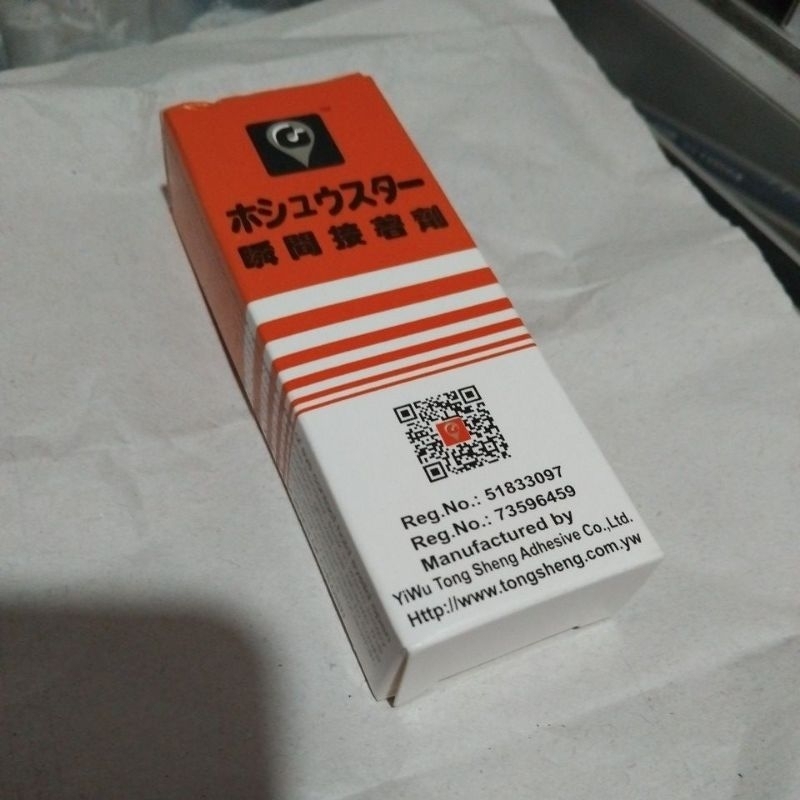 ホシュウスター
瞬間接着剤
Reg.No.: 51833097
Reg.No.: 73596459
Manufactured by
YiWu Tong Sheng Adhesive Co.,Ltd.
Http://www.tongsheng.com.yw